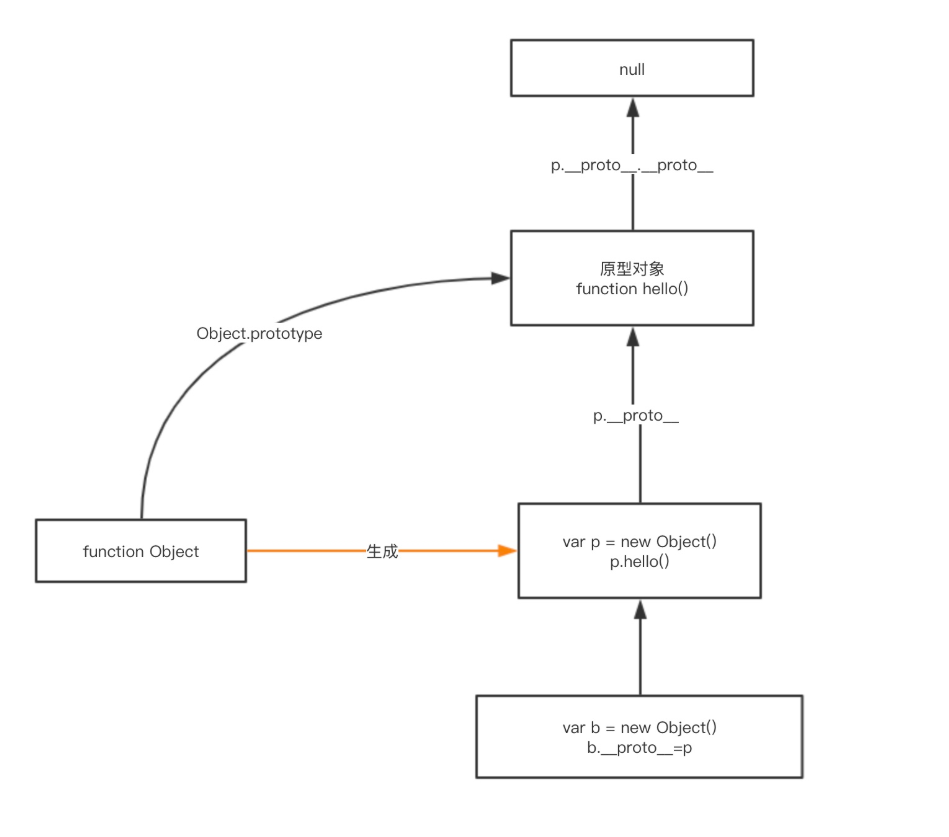 null
p.__proto__.__proto__
原型对象
function hello()
Object.prototype
p.__proto__
function Object
生成
var p = new Object()
p.hello()
var b = new Object()
b.__proto__=p